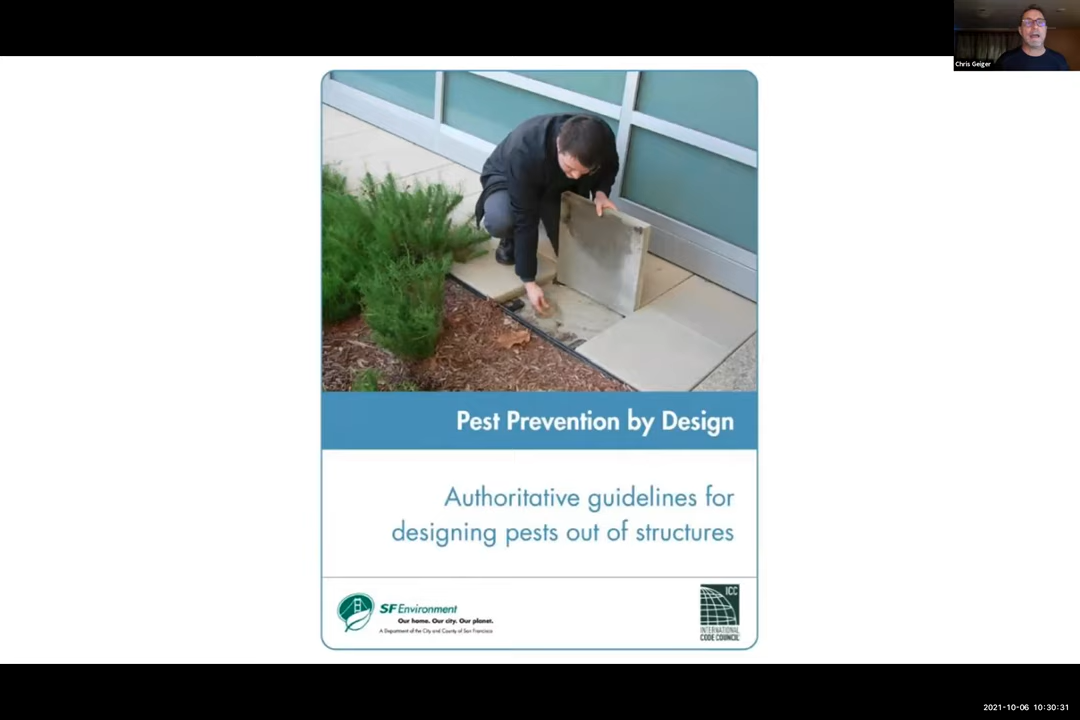 Chris Geiger
Pest Prevention by Design
Authoritative guidelines for
designing pests out of structures
SF Environment
Our home. Our city. Our planet.
A Department of the City and County of San Francisco
ICC
INTERNATIONAL
CODE COUNCIL
2021-10-06 10:30:31